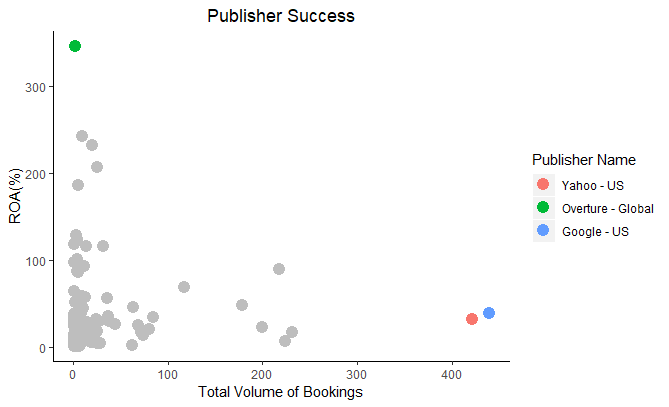 Publisher Success
ROA(%)
300
200
100
0
0 100 200 300 400
Total Volume of Bookings
Publisher Name
Yahoo - US
Overture - Global
Google - US